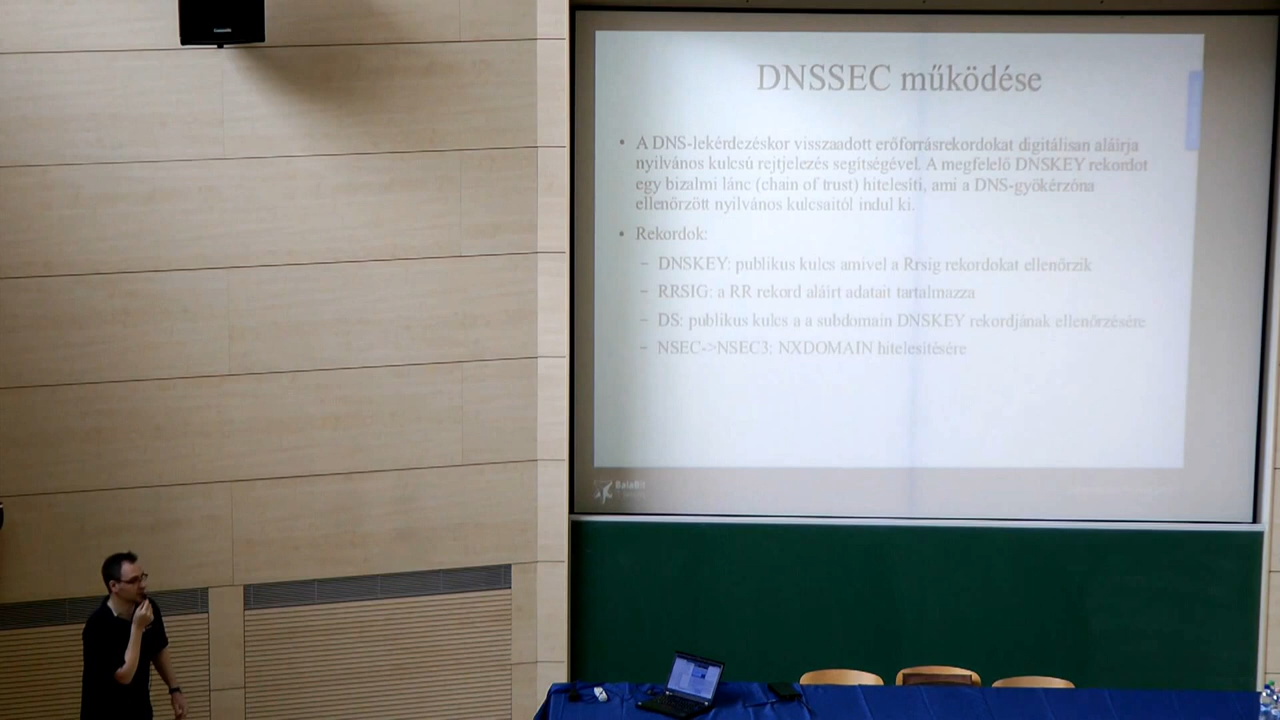 DNSSEC működése
• A DNS-lekérdezéskor visszaadott erőforrásrekordokat digitálisan aláírja
nyilvános kulcsú rejtjelezés segítségével. A megfelelő DNSKEY rekordot
egy bizalmi lánc (chain of trust) hitelesíti, ami a DNS-gyökérzóna
ellenőrzött nyilvános kulcsaitól indul ki.
• Rekordok:
– DNSKEY: publikus kulcs amivel a Rrsig rekordokat ellenőrzik
– RRSIG: a RR rekord aláírt adatait tartalmazza
– DS: publikus kulcs a a subdomain DNSKEY rekordjának ellenőrzésére
– NSEC->NSEC3: NXDOMAIN hitelesítésére
BalaBit